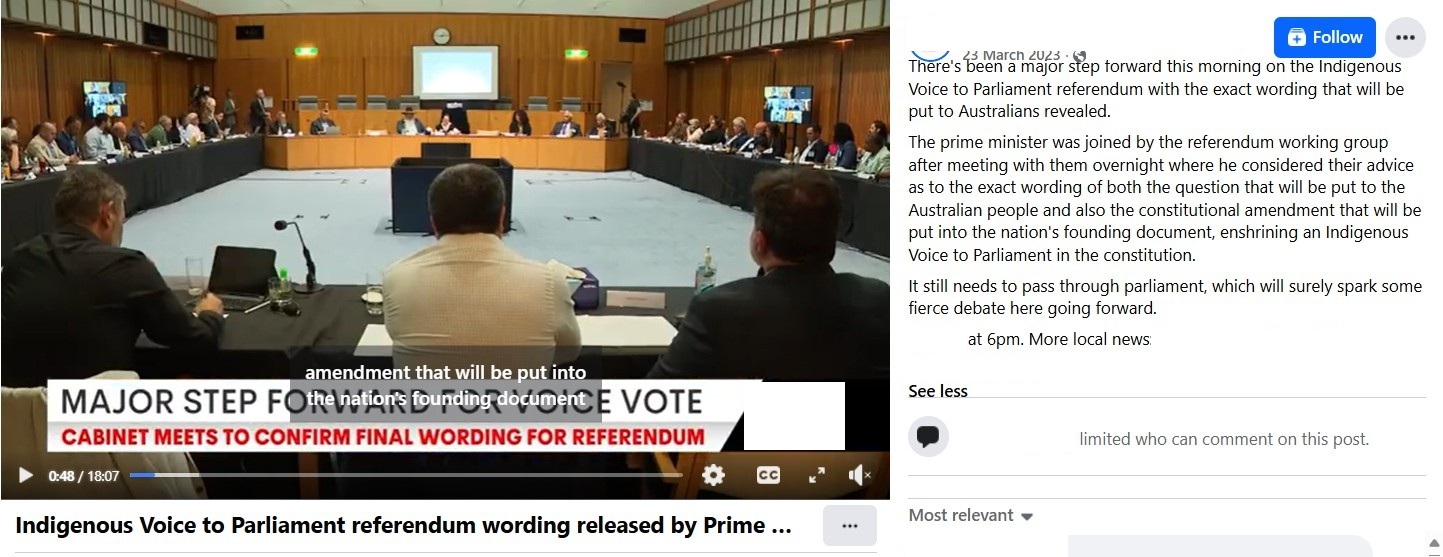 amendment that will be put into
the nation's founding document
MAJOR STEP FORWARD FOR VOICE VOTE
CABINET MEETS TO CONFIRM FINAL WORDING FOR REFERENDUM
0:48 / 18:07
CC
Indigenous Voice to Parliament referendum wording released by Prime ...
Follow
23 March 2023 ·
There's been a major step forward this morning on the Indigenous
Voice to Parliament referendum with the exact wording that will be
put to Australians revealed.
The prime minister was joined by the referendum working group
after meeting with them overnight where he considered their advice
as to the exact wording of both the question that will be put to the
Australian people and also the constitutional amendment that will be
put into the nation's founding document, enshrining an Indigenous
Voice to Parliament in the constitution.
It still needs to pass through parliament, which will surely spark some
fierce debate here going forward.
at 6pm. More local news:
See less
limited who can comment on this post.
Most relevant